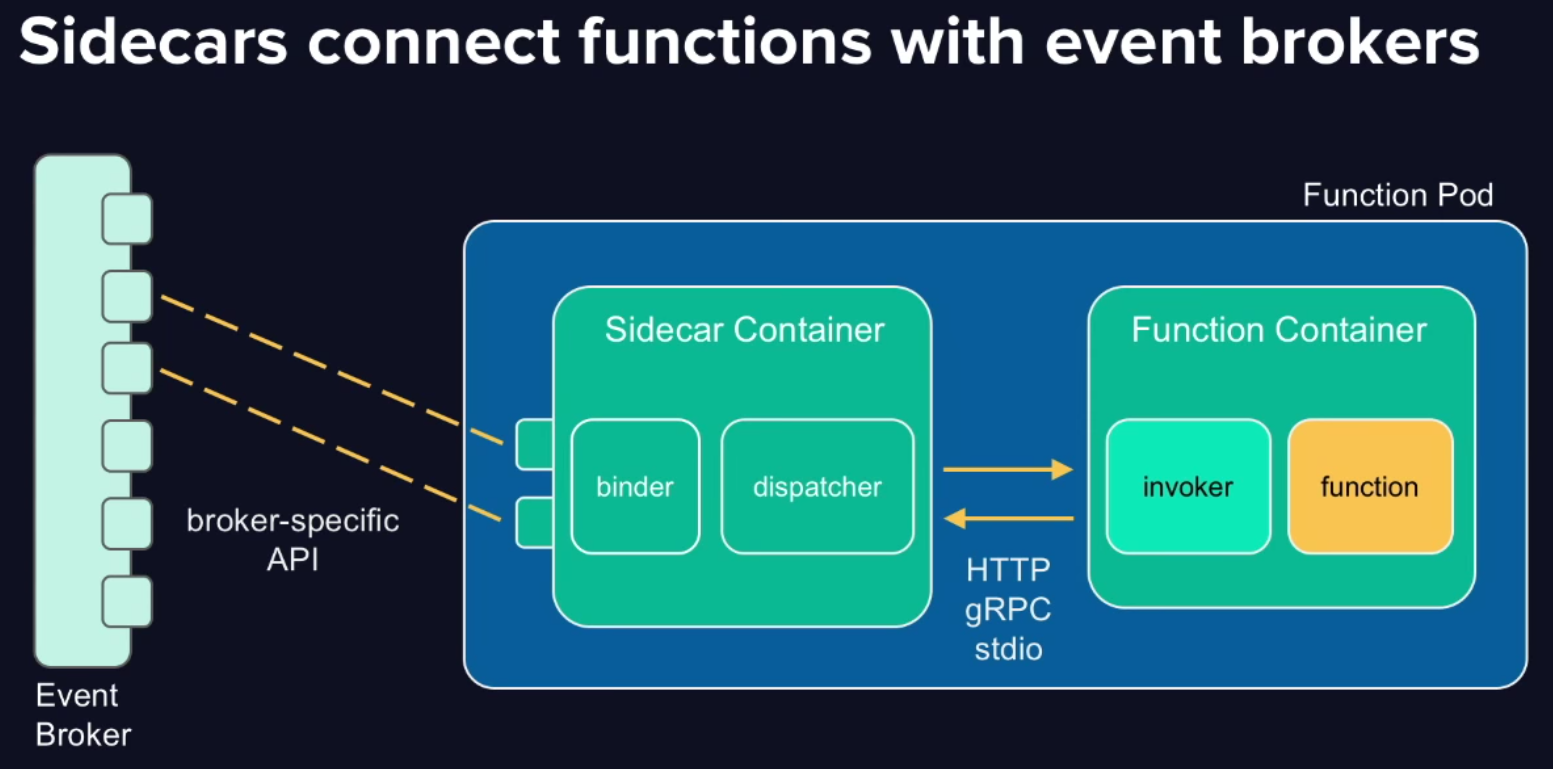 Sidecars connect functions with event brokers
Function Pod
Sidecar Container
Function Container
binder
dispatcher
invoker
function
broker-specific
API
HTTP
gRPC
stdio
Event
Broker